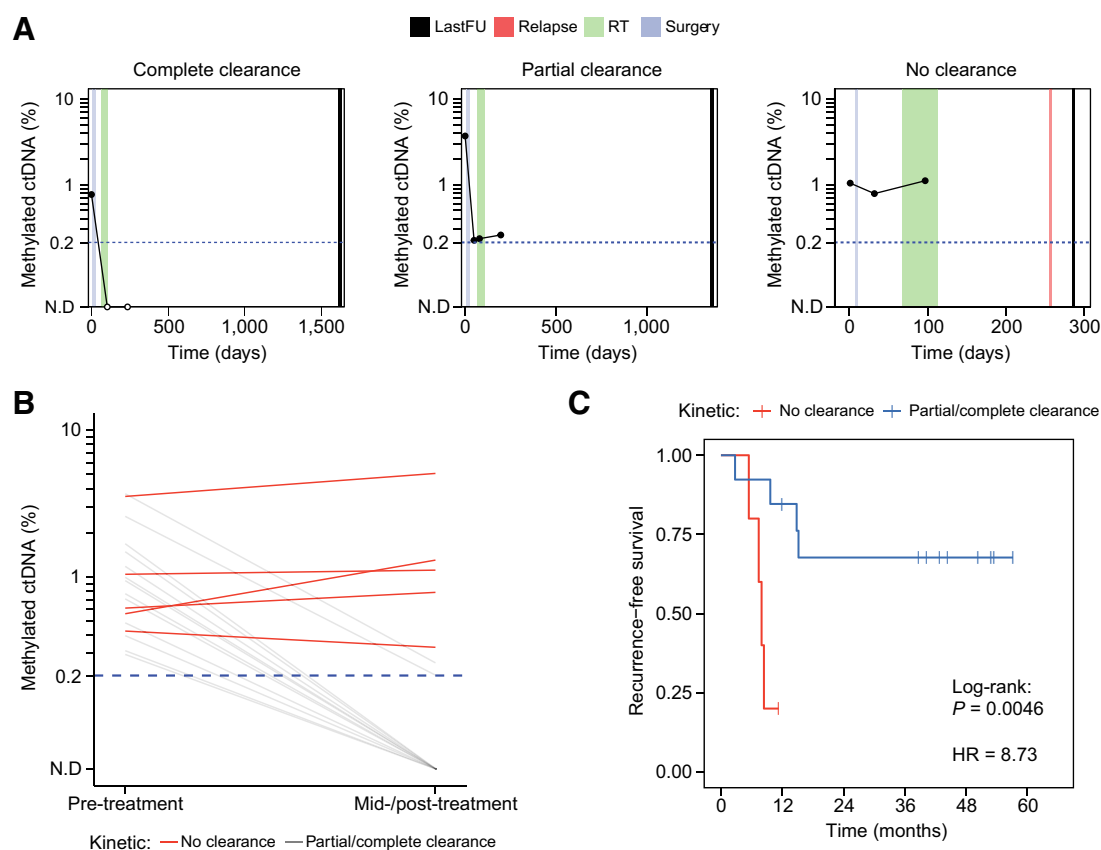 A
LastFU Relapse RT Surgery
Complete clearance
Methylated ctDNA (%)
10
1
0.2
N.D
0 500 1,000 1,500
Time (days)
Partial clearance
Methylated ctDNA (%)
10
1
0.2
N.D
0 500 1,000
Time (days)
No clearance
Methylated ctDNA (%)
10
1
0.2
N.D
0 100 200 300
Time (days)
B
Methylated ctDNA (%)
10
1
0.2
N.D
Pre-treatment Mid-/post-treatment
Kinetic: No clearance Partial/complete clearance
C
Kinetic: No clearance Partial/complete clearance
Recurrence-free survival
1.00
0.75
0.50
0.25
0.00
Log-rank:
P = 0.0046
HR = 8.73
0 12 24 36 48 60
Time (months)